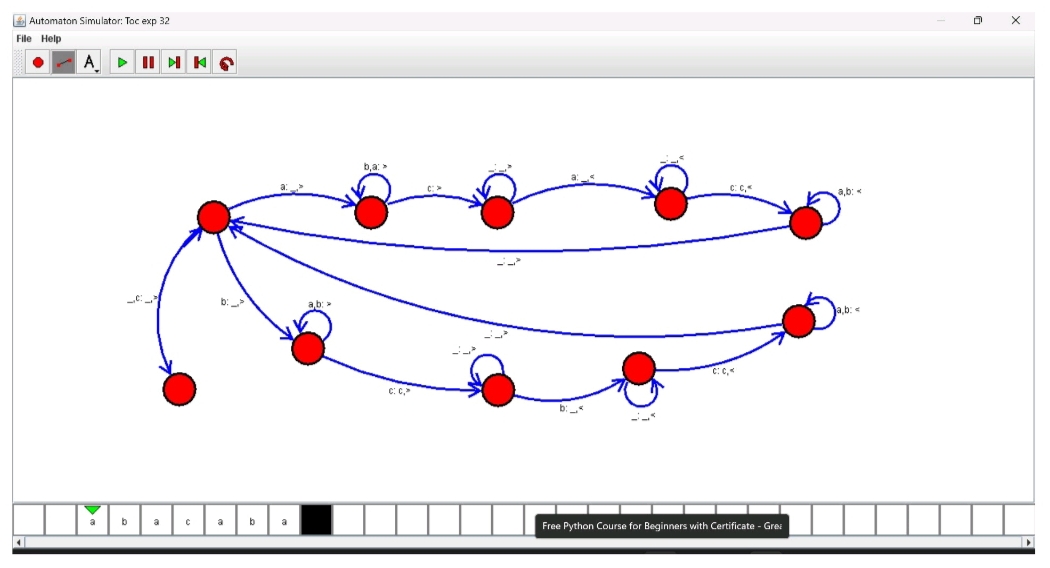 Automaton Simulator: Toc exp 32
File Help
A
b,a: >
_: _,>
_: _,<
a: _,>
c: >
a: _,<
c: c,<
a,b: <
_: _,>
_,c: _,>
b: _,>
a,b: >
a,b: <
_: _,>
_: _,>
c: c,>
c: c,<
b: _,<
_: _,<
a b a c a b a
Free Python Course for Beginners with Certificate - Grea